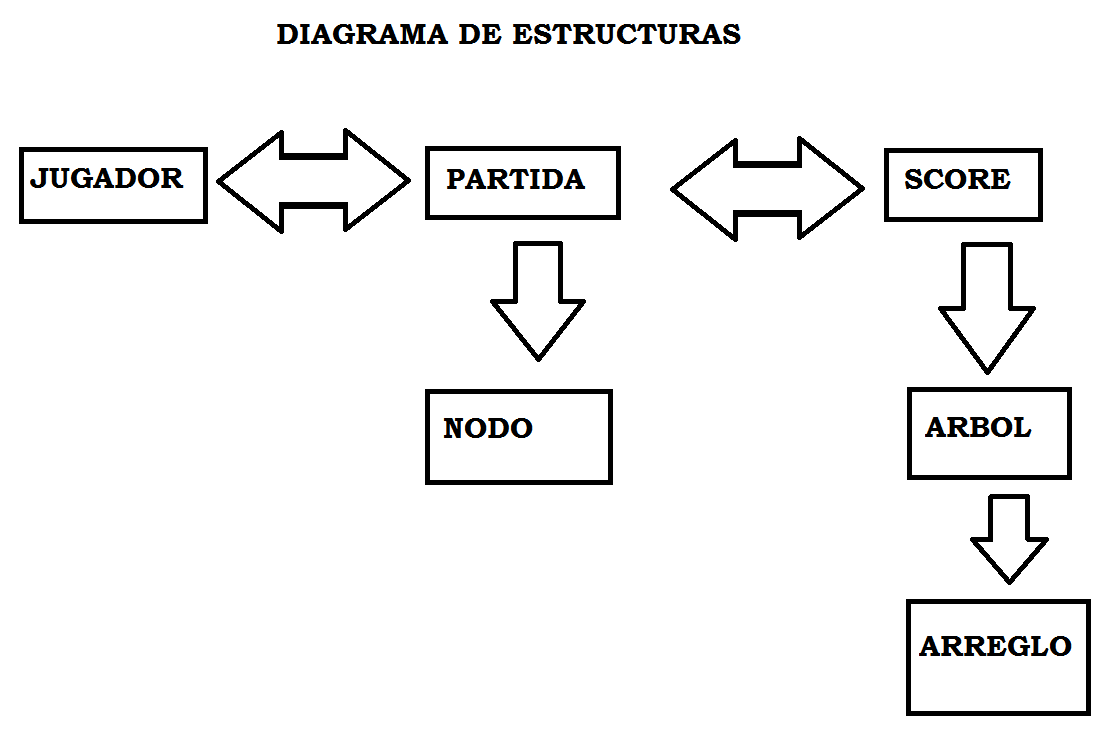 DIAGRAMA DE ESTRUCTURAS
JUGADOR
PARTIDA
SCORE
NODO
ARBOL
ARREGLO